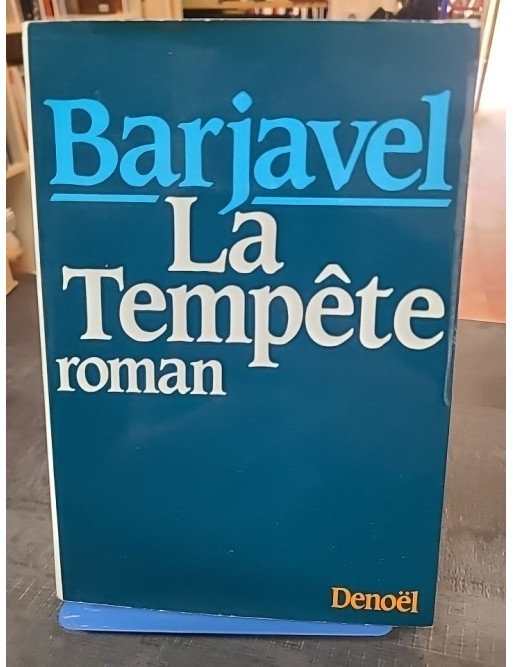 Barjavel
La
Tempête
roman
Denoël